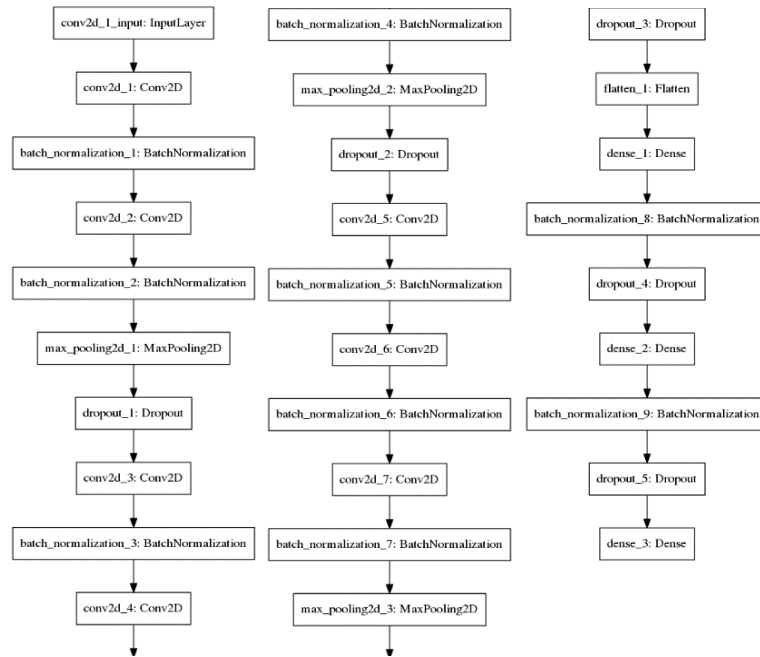 conv2d_1_input: InputLayer
conv2d_1: Conv2D
batch_normalization_1: BatchNormalization
conv2d_2: Conv2D
batch_normalization_2: BatchNormalization
max_pooling2d_1: MaxPooling2D
dropout_1: Dropout
conv2d_3: Conv2D
batch_normalization_3: BatchNormalization
conv2d_4: Conv2D
batch_normalization_4: BatchNormalization
max_pooling2d_2: MaxPooling2D
dropout_2: Dropout
conv2d_5: Conv2D
batch_normalization_5: BatchNormalization
conv2d_6: Conv2D
batch_normalization_6: BatchNormalization
conv2d_7: Conv2D
batch_normalization_7: BatchNormalization
max_pooling2d_3: MaxPooling2D
dropout_3: Dropout
flatten_1: Flatten
dense_1: Dense
batch_normalization_8: BatchNormalization
dropout_4: Dropout
dense_2: Dense
batch_normalization_9: BatchNormalization
dropout_5: Dropout
dense_3: Dense